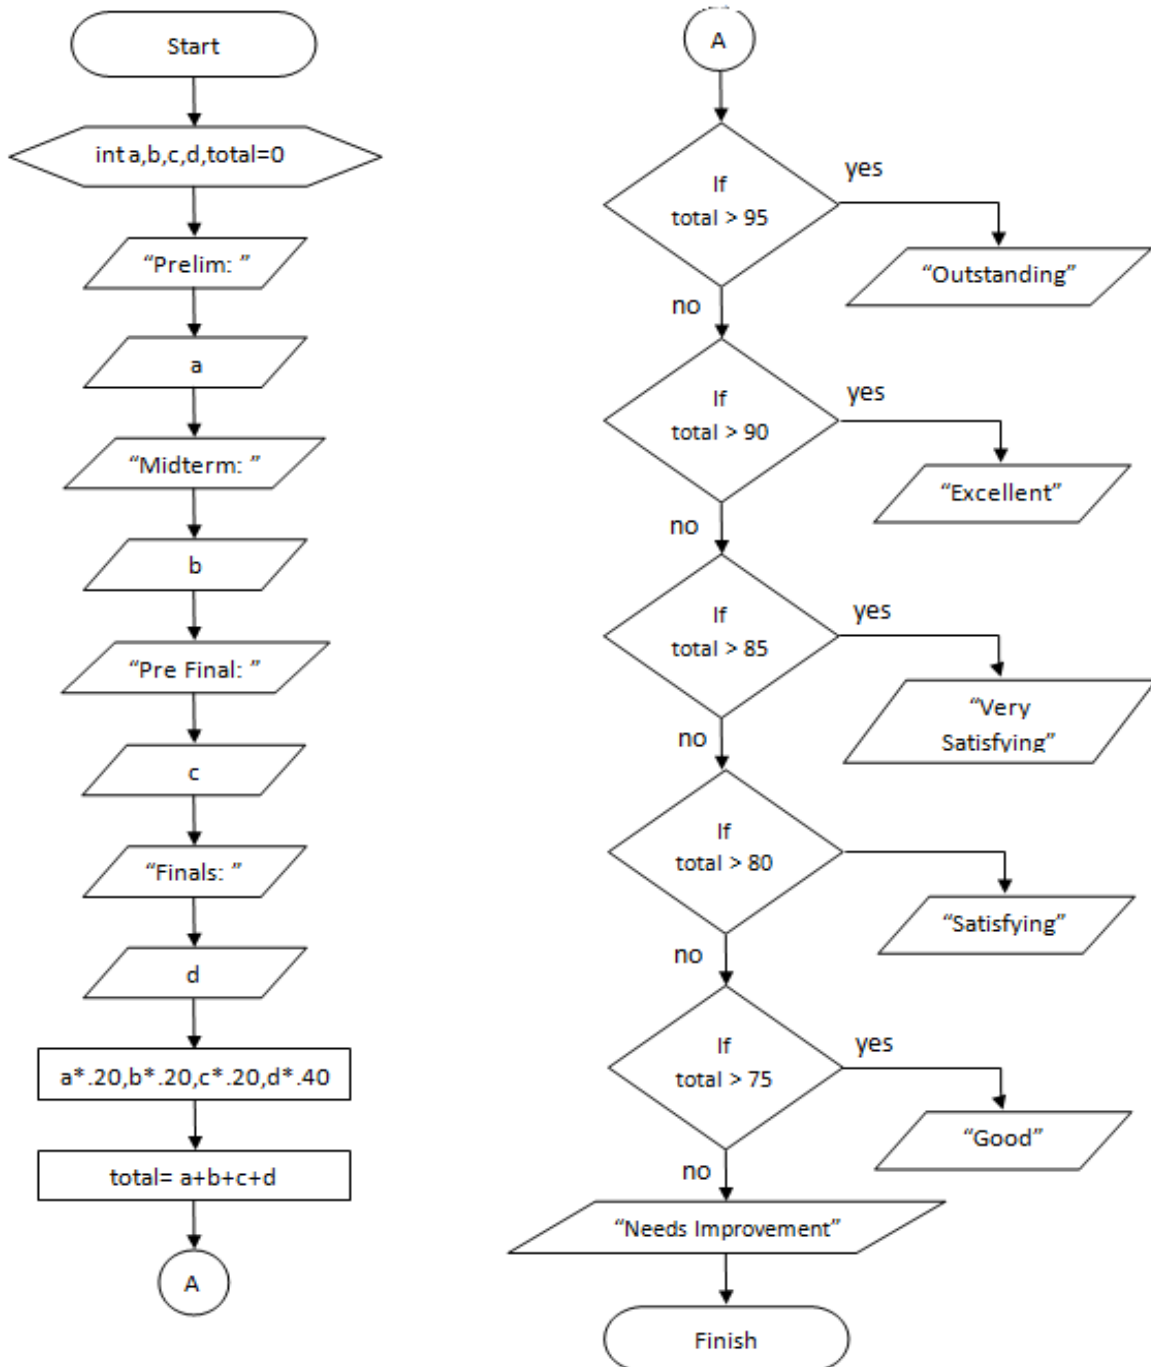 Start
int a,b,c,d,total=0
“Prelim: ”
a
“Midterm: ”
b
“Pre Final: ”
c
“Finals: ”
d
a*.20,b*.20,c*.20,d*.40
total= a+b+c+d
A
A
If
total > 95
yes
“Outstanding”
no
If
total > 90
yes
“Excellent”
no
If
total > 85
yes
“Very
Satisfying”
no
If
total > 80
“Satisfying”
no
If
total > 75
yes
“Good”
no
“Needs Improvement”
Finish